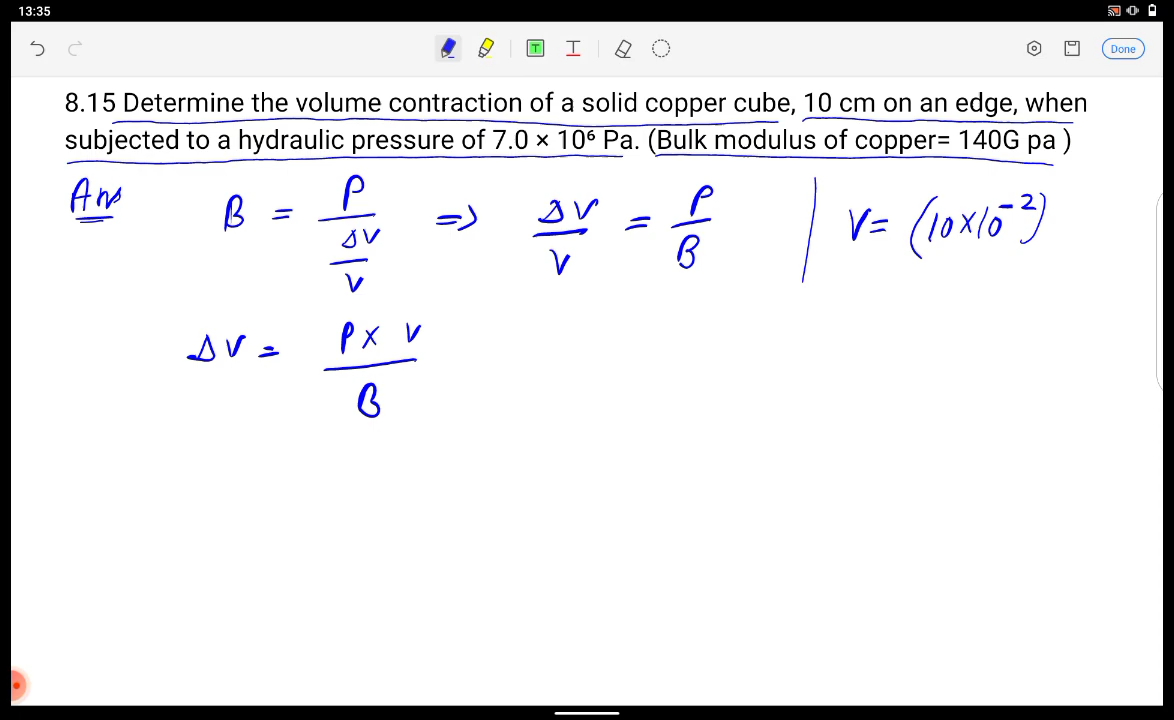 13:35
T T Done
8.15 Determine the volume contraction of a solid copper cube, 10 cm on an edge, when
subjected to a hydraulic pressure of 7.0 × 10⁶ Pa. (Bulk modulus of copper= 140G pa )
Ans
B = P / (ΔV / V) => ΔV / V = P / B | V = (10×10⁻²)
ΔV = P × V / B